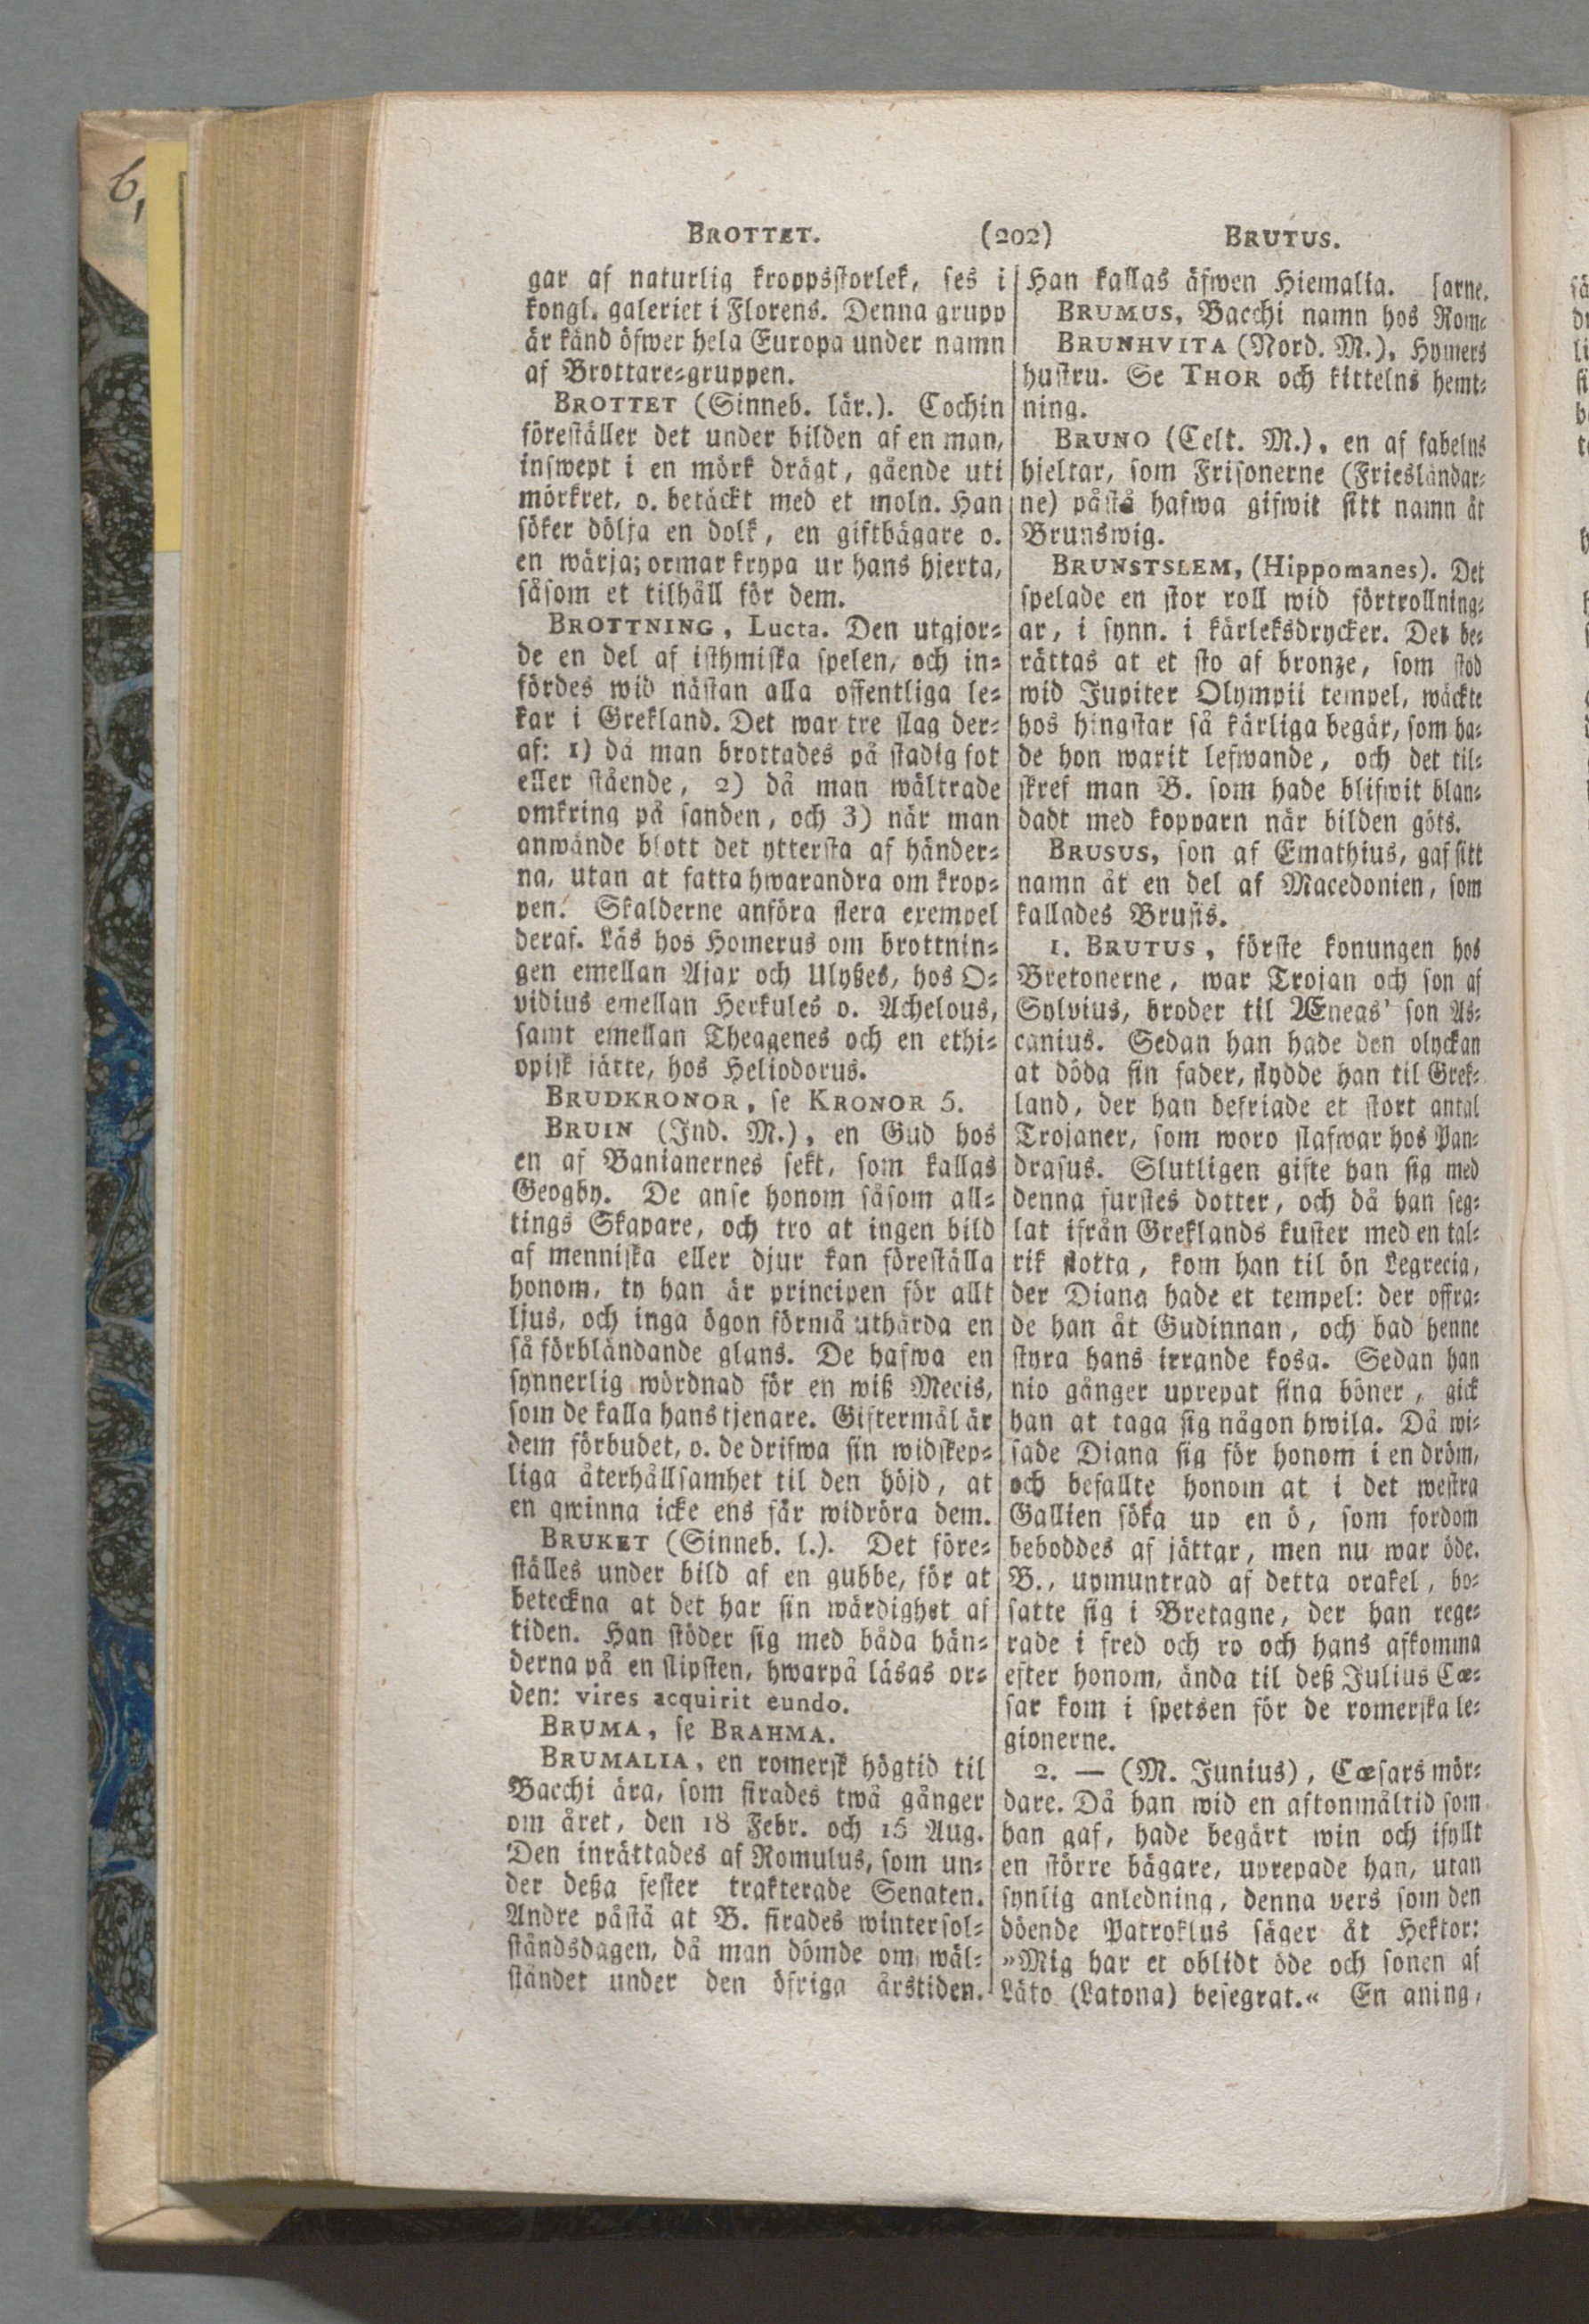 b,
BROTTET. (202) BRUTUS.
gar af naturlig kroppsstorlek, ses i
kongl. galeriet i Florens. Denna grupp
är känd öfwer hela Europa under namn
af Brottare-gruppen.
BROTTET (Sinneb. lär.). Cochin
föreställer det under bilden af en man,
inswept i en mörk drägt, gående uti
mörkret, o. betäckt med et moln. Han
söker dölja en dolk, en giftbägare o.
en wärja; ormar krypa ur hans hjerta,
såsom et tilhåll för dem.
BROTTNING, Lucta. Den utgjor-
de en del af isthmiska spelen, och in-
fördes wid nästan alla offentliga le-
kar i Grekland. Det war tre slag der-
af: 1) då man brottades på stadig fot
eller stående, 2) då man wältrade
omkring på sanden, och 3) när man
anwände blott det yttersta af händer-
na, utan at fatta hwarandra om krop-
pen. Skalderne anföra flera exempel
deraf. Läs hos Homerus om brottnin-
gen emellan Ajax och Ulyßes, hos O-
vidius emellan Herkules o. Achelous,
samt emellan Theagenes och en ethi-
opisk jätte, hos Heliodorus.
BRUDKRONOR, se KRONOR 5.
BRUIN (Ind. M.), en Gud hos
en af Banianernes sekt, som kallas
Geogby. De anse honom såsom all-
tings Skapare, och tro at ingen bild
af menniska eller djur kan föreställa
honom, ty han är principen för allt
ljus, och inga ögon förmå uthärda en
så förbländande glans. De hafwa en
synnerlig wördnad för en wiß Mecis,
som de kalla hans tjenare. Giftermål är
dem förbudet, o. de drifwa sin widskep-
liga återhållsamhet til den höjd, at
en qwinna icke ens får widröra dem.
BRUKET (Sinneb. l.). Det före-
ställes under bild af en gubbe, för at
beteckna at det har sin wärdighet af
tiden. Han stöder sig med båda hän-
derna på en slipsten, hwarpå läsas or-
den: vires acquirit eundo.
BRUMA, se BRAHMA.
BRUMALIA, en romersk högtid til
Bacchi ära, som firades twå gånger
om året, den 18 Febr. och 15 Aug.
Den inrättades af Romulus, som un-
der deßa fester trakterade Senaten.
Andre påstå at B. firades wintersol-
ståndsdagen, då man dömde om wäl-
ståndet under den öfriga årstiden.
Han kallas äfwen Hiemalia. [arne.
BRUMUS, Bacchi namn hos Rom-
BRUNHVITA (Nord. M.), Hymers
hustru. Se THOR och kittelns hemt-
ning.
BRUNO (Celt. M.), en af fabelns
hjeltar, som Frisonerne (Friesländar-
ne) påstå hafwa gifwit sitt namn åt
Brunswig.
BRUNSTSLEM, (Hippomanes). Det
spelade en stor roll wid förtrollning-
ar, i synn. i kärleksdrycker. Det be-
rättas at et sto af bronze, som stod
wid Jupiter Olympii tempel, wäckte
hos hingstar så kärliga begär, som ha-
de hon warit lefwande, och det til-
skref man B. som hade blifwit blan-
dadt med kopparn när bilden göts.
BRUSUS, son af Emathius, gaf sitt
namn åt en del af Macedonien, som
kallades Brusis.
1. BRUTUS, förste konungen hos
Bretonerne, war Trojan och son af
Sylvius, broder til Æneas' son As-
canius. Sedan han hade den olyckan
at döda sin fader, flydde han til Grek-
land, der han befriade et stort antal
Trojaner, som woro slafwar hos Pan-
drasus. Slutligen gifte han sig med
denna furstes dotter, och då han seg-
lat ifrån Greklands kuster med en tal-
rik flotta, kom han til ön Legrecia,
der Diana hade et tempel: der offra-
de han åt Gudinnan, och bad henne
styra hans irrande kosa. Sedan han
nio gånger uprepat sina böner, gick
han at taga sig någon hwila. Då wi-
sade Diana sig för honom i en dröm,
och befallte honom at i det westra
Gallien söka up en ö, som fordom
beboddes af jättar, men nu war öde.
B., upmuntrad af detta orakel, bo-
satte sig i Bretagne, der han rege-
rade i fred och ro och hans afkomma
efter honom, ända til deß Julius Cæ-
sar kom i spetsen för de romerska le-
gionerne.
2. — (M. Junius), Cæsars mör-
dare. Då han wid en aftonmåltid som
han gaf, hade begärt win och ifyllt
en större bägare, uprepade han, utan
synlig anledning, denna vers som den
döende Patroklus säger åt Hektor:
»Mig har et oblidt öde och sonen af
Läto (Latona) besegrat.« En aning,